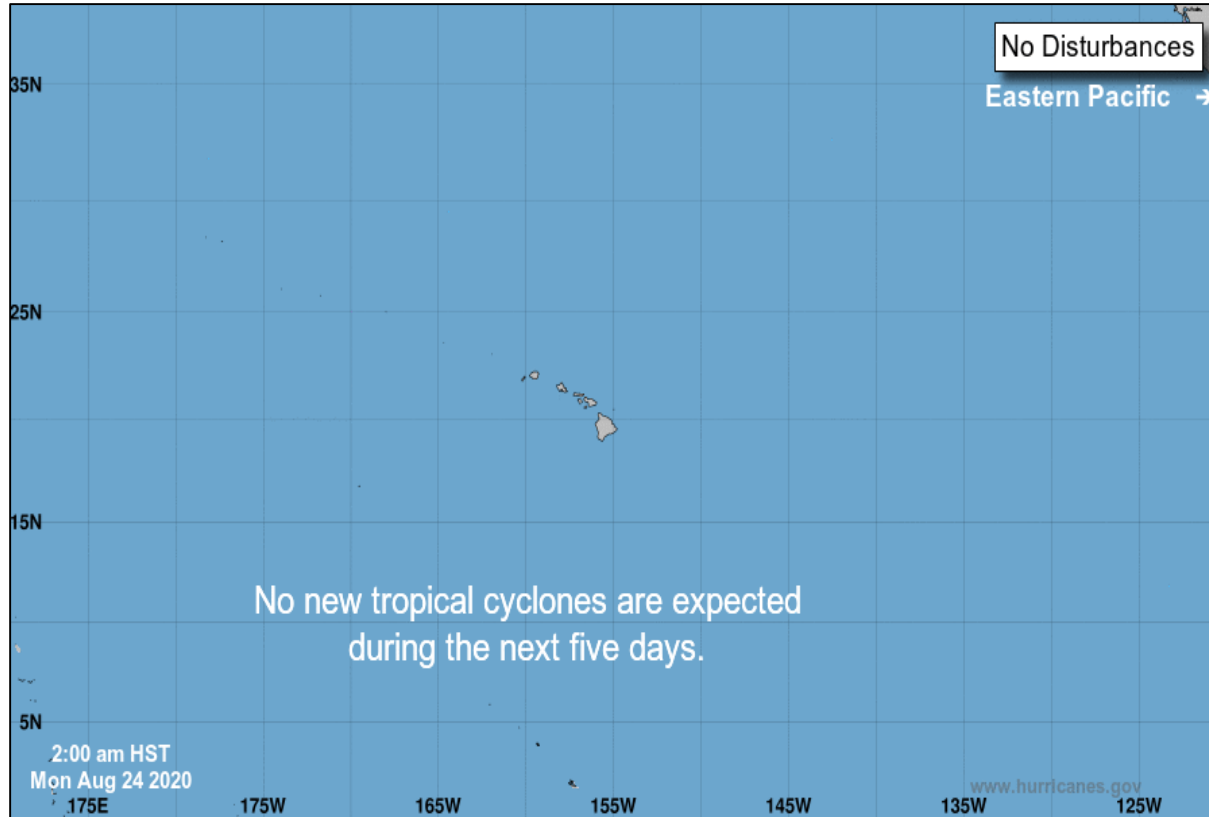 No Disturbances
35N
Eastern Pacific
25N
15N
No new tropical cyclones are expected
during the next five days.
5N
2:00 am HST
Mon Aug 24 2020
www.hurricanes.gov
175E 175W 165W 155W 145W 135W 125W